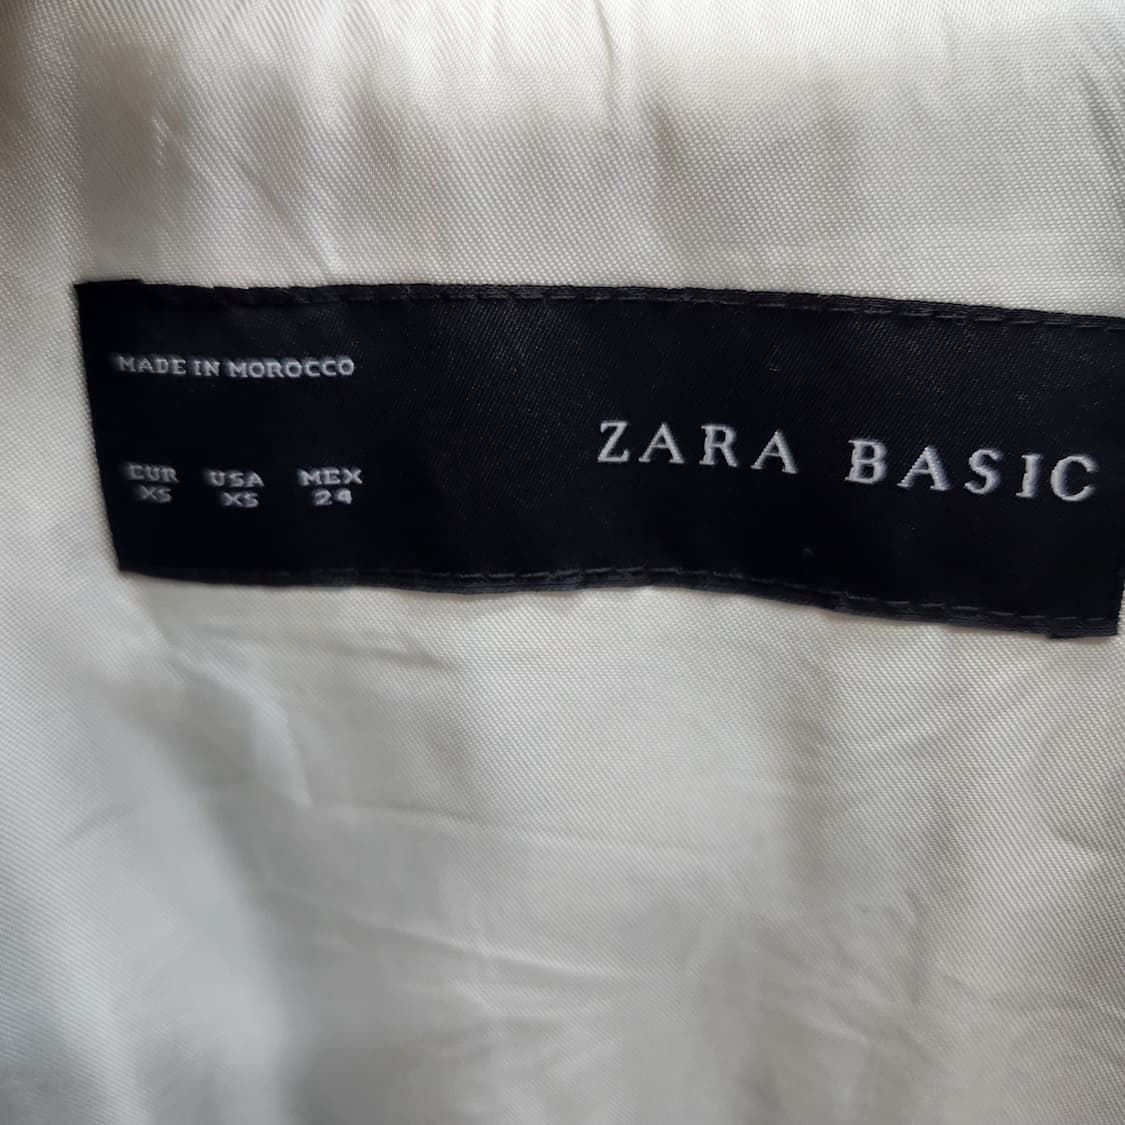 MADE IN MOROCCO
ZARA BASIC
EUR USA MEX
XS XS 24